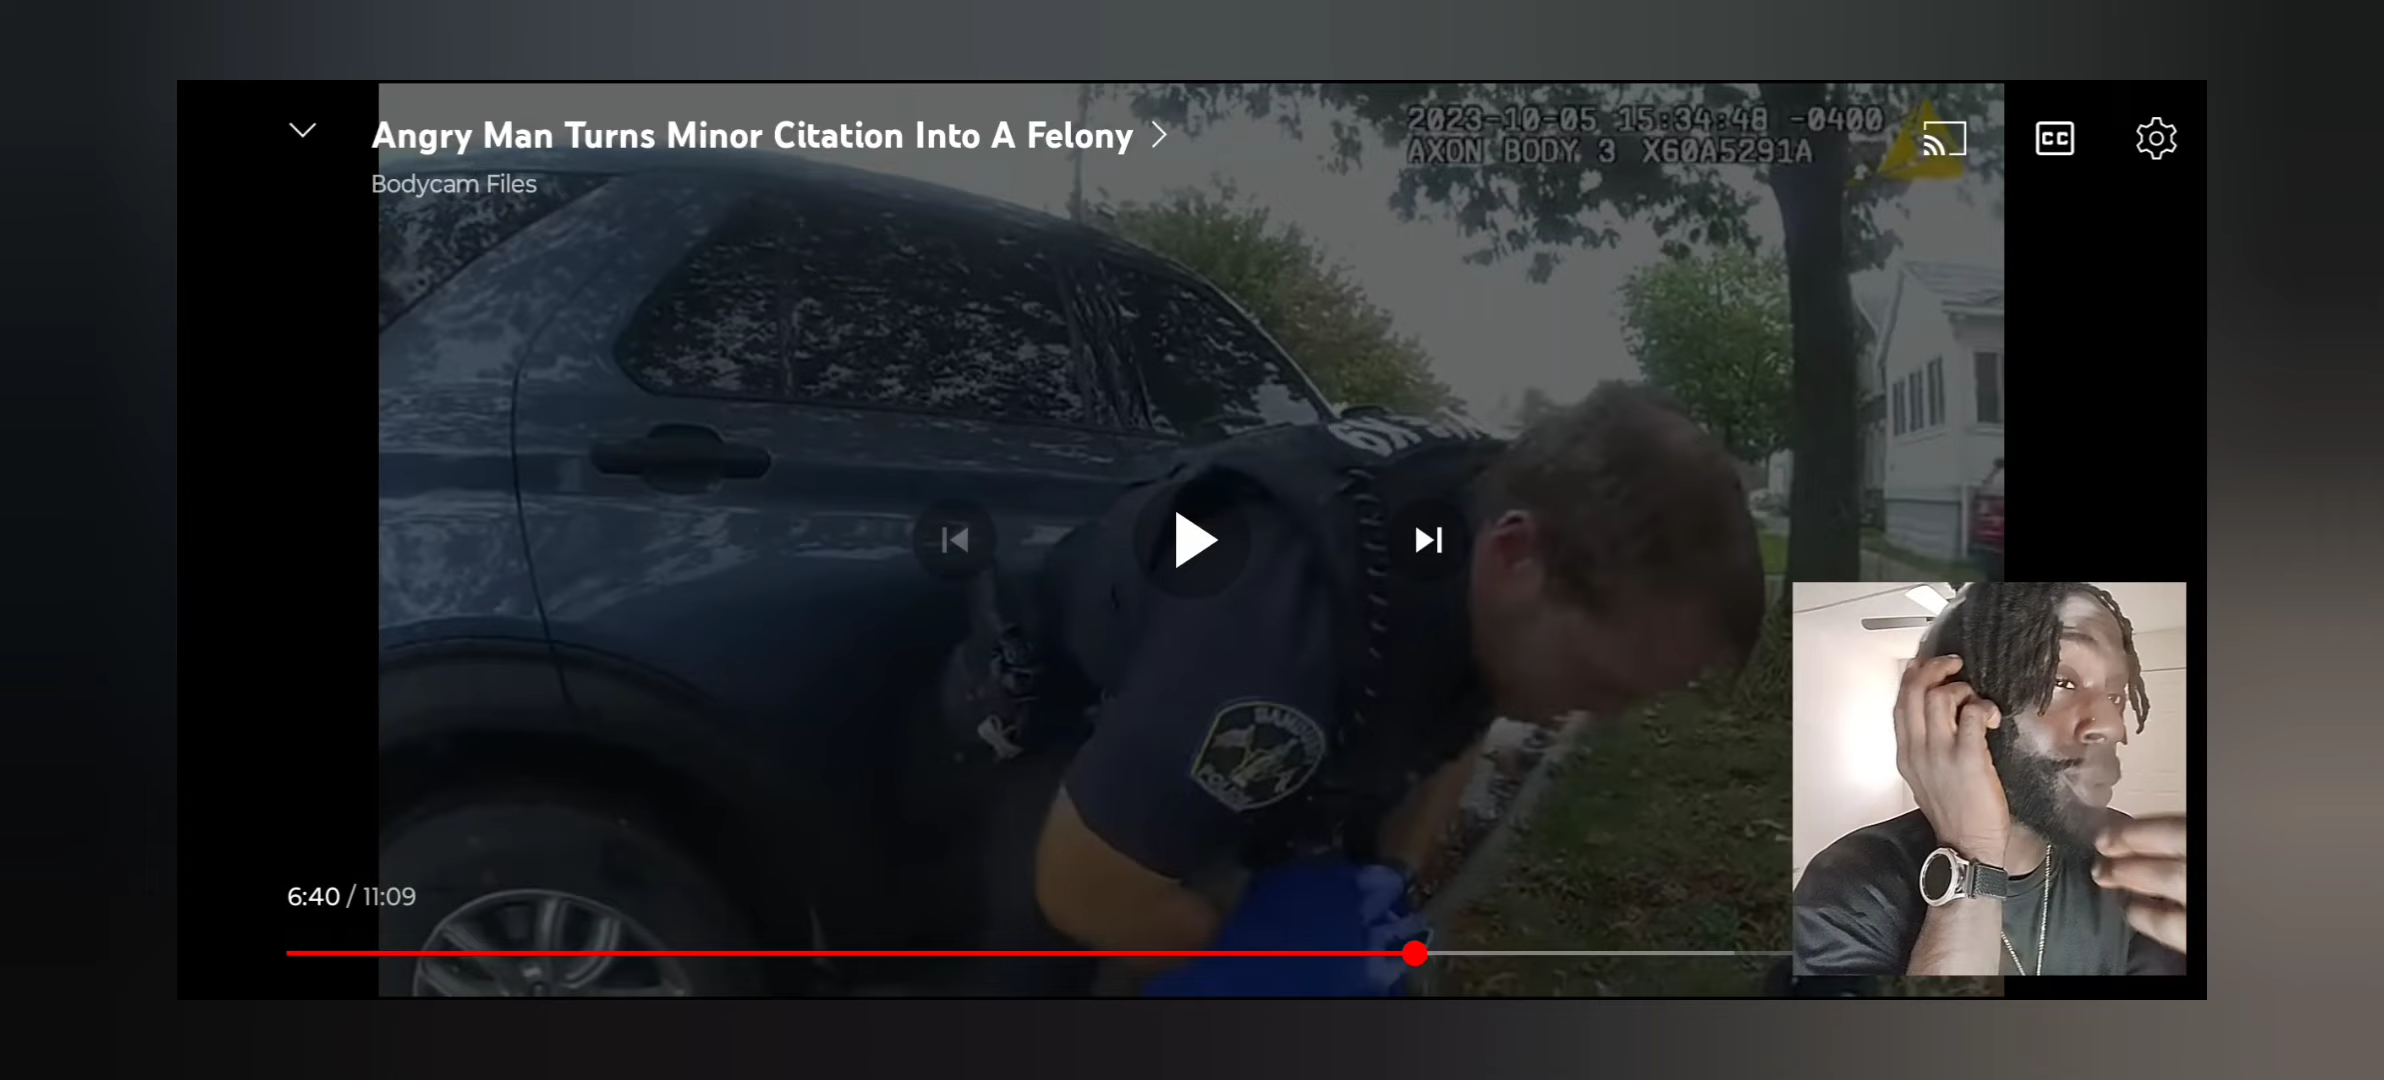 Angry Man Turns Minor Citation Into A Felony
Bodycam Files
2023-10-05 15:34:48 -0400
AXON BODY 3 X60A5291A
CC
POLICE
6:40 / 11:09